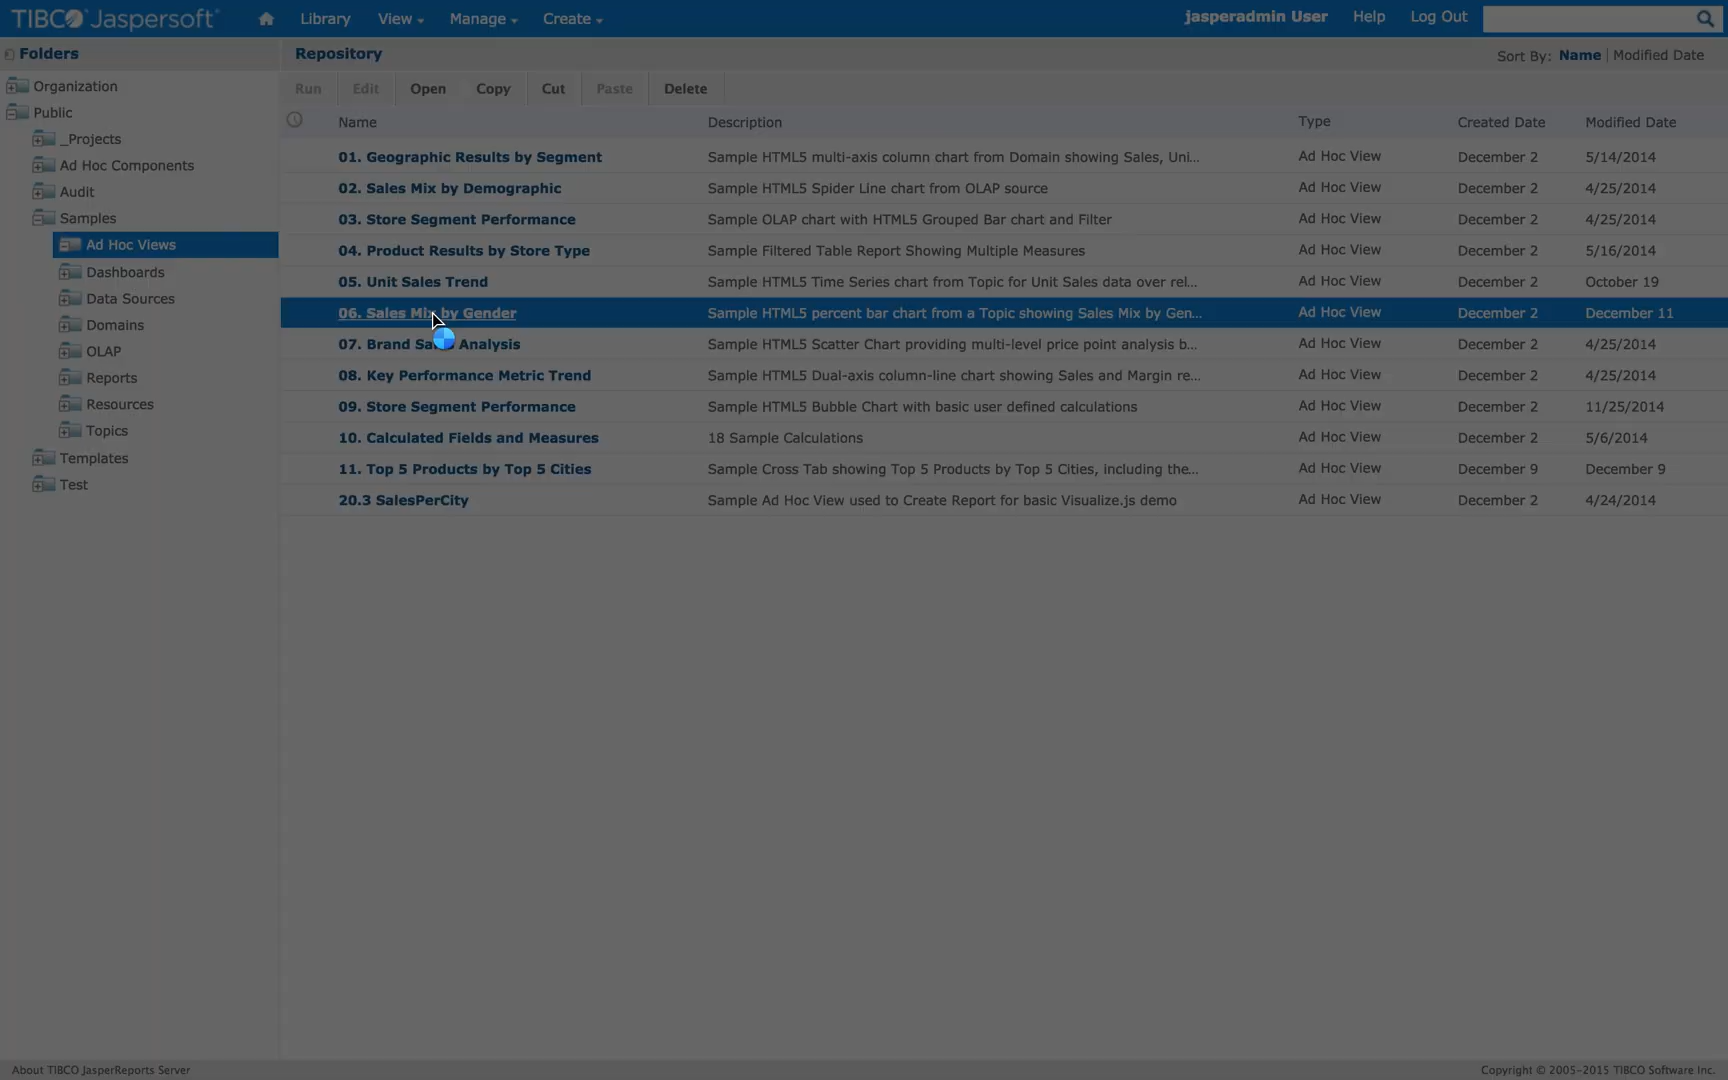 TIBCO Jaspersoft Library View Manage Create jasperadmin User Help Log Out
Folders
Organization
Public
_Projects
Ad Hoc Components
Audit
Samples
Ad Hoc Views
Dashboards
Data Sources
Domains
OLAP
Reports
Resources
Topics
Templates
Test
Repository Sort By: Name | Modified Date
Run Edit Open Copy Cut Paste Delete
Name Description Type Created Date Modified Date
01. Geographic Results by Segment Sample HTML5 multi-axis column chart from Domain showing Sales, Uni... Ad Hoc View December 2 5/14/2014
02. Sales Mix by Demographic Sample HTML5 Spider Line chart from OLAP source Ad Hoc View December 2 4/25/2014
03. Store Segment Performance Sample OLAP chart with HTML5 Grouped Bar chart and Filter Ad Hoc View December 2 4/25/2014
04. Product Results by Store Type Sample Filtered Table Report Showing Multiple Measures Ad Hoc View December 2 5/16/2014
05. Unit Sales Trend Sample HTML5 Time Series chart from Topic for Unit Sales data over rel... Ad Hoc View December 2 October 19
06. Sales Mix by Gender Sample HTML5 percent bar chart from a Topic showing Sales Mix by Gen... Ad Hoc View December 2 December 11
07. Brand Sales Analysis Sample HTML5 Scatter Chart providing multi-level price point analysis b... Ad Hoc View December 2 4/25/2014
08. Key Performance Metric Trend Sample HTML5 Dual-axis column-line chart showing Sales and Margin re... Ad Hoc View December 2 4/25/2014
09. Store Segment Performance Sample HTML5 Bubble Chart with basic user defined calculations Ad Hoc View December 2 11/25/2014
10. Calculated Fields and Measures 18 Sample Calculations Ad Hoc View December 2 5/6/2014
11. Top 5 Products by Top 5 Cities Sample Cross Tab showing Top 5 Products by Top 5 Cities, including the... Ad Hoc View December 9 December 9
20.3 SalesPerCity Sample Ad Hoc View used to Create Report for basic Visualize.js demo Ad Hoc View December 2 4/24/2014
About TIBCO JasperReports Server Copyright © 2005-2015 TIBCO Software Inc.